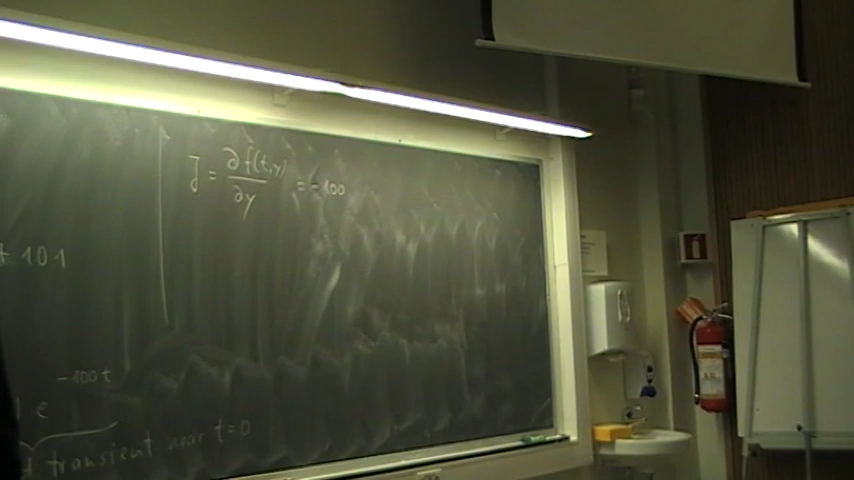 J = ∂f(t,y)/∂y = -100
+ 101
e^-100t
transient near t=0